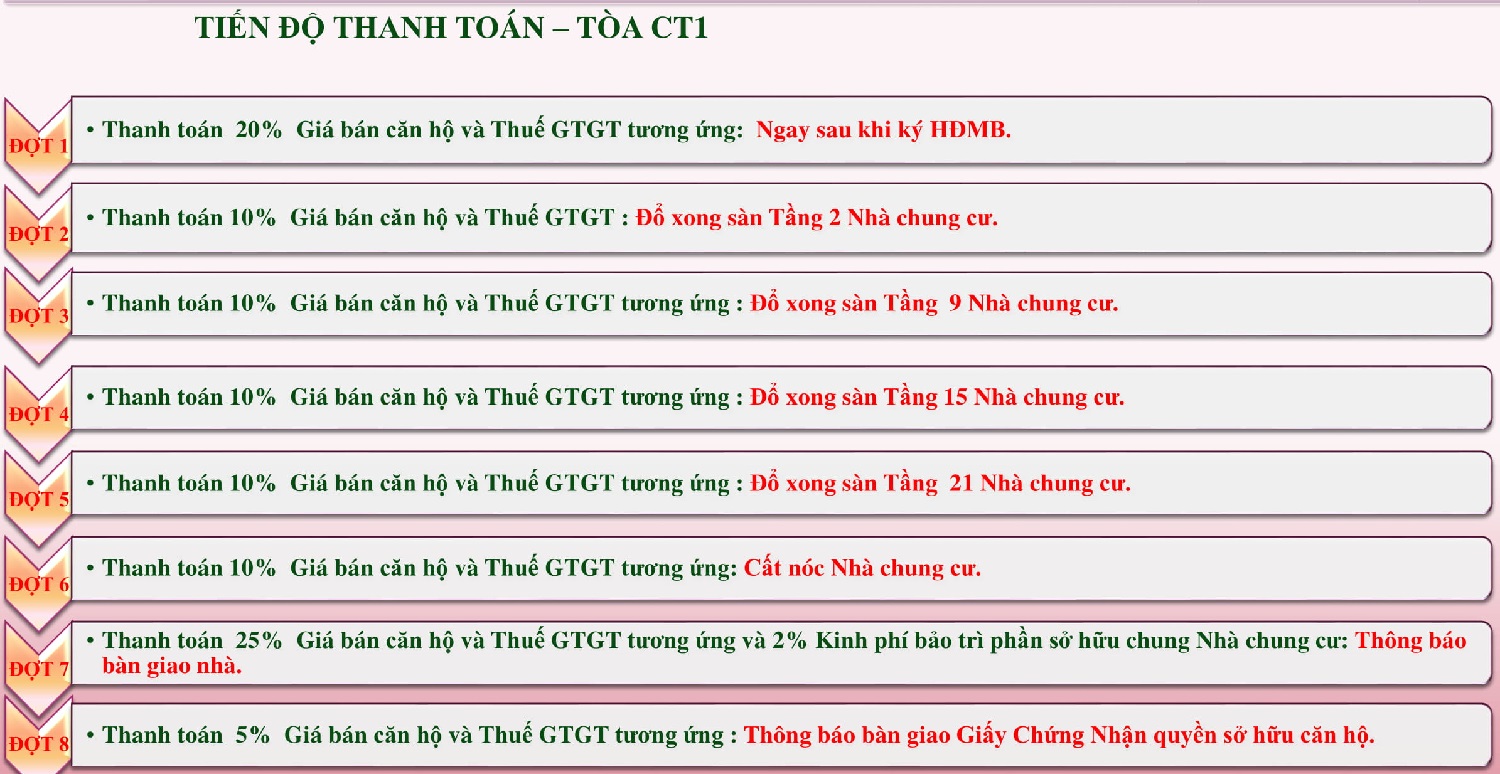 TIẾN ĐỘ THANH TOÁN – TÒA CT1
ĐỢT 1
• Thanh toán 20% Giá bán căn hộ và Thuế GTGT tương ứng: Ngay sau khi ký HĐMB.
ĐỢT 2
• Thanh toán 10% Giá bán căn hộ và Thuế GTGT : Đổ xong sàn Tầng 2 Nhà chung cư.
ĐỢT 3
• Thanh toán 10% Giá bán căn hộ và Thuế GTGT tương ứng : Đổ xong sàn Tầng 9 Nhà chung cư.
ĐỢT 4
• Thanh toán 10% Giá bán căn hộ và Thuế GTGT tương ứng : Đổ xong sàn Tầng 15 Nhà chung cư.
ĐỢT 5
• Thanh toán 10% Giá bán căn hộ và Thuế GTGT tương ứng : Đổ xong sàn Tầng 21 Nhà chung cư.
ĐỢT 6
• Thanh toán 10% Giá bán căn hộ và Thuế GTGT tương ứng: Cất nóc Nhà chung cư.
ĐỢT 7
• Thanh toán 25% Giá bán căn hộ và Thuế GTGT tương ứng và 2% Kinh phí bảo trì phần sở hữu chung Nhà chung cư: Thông báo
bàn giao nhà.
ĐỢT 8
• Thanh toán 5% Giá bán căn hộ và Thuế GTGT tương ứng : Thông báo bàn giao Giấy Chứng Nhận quyền sở hữu căn hộ.